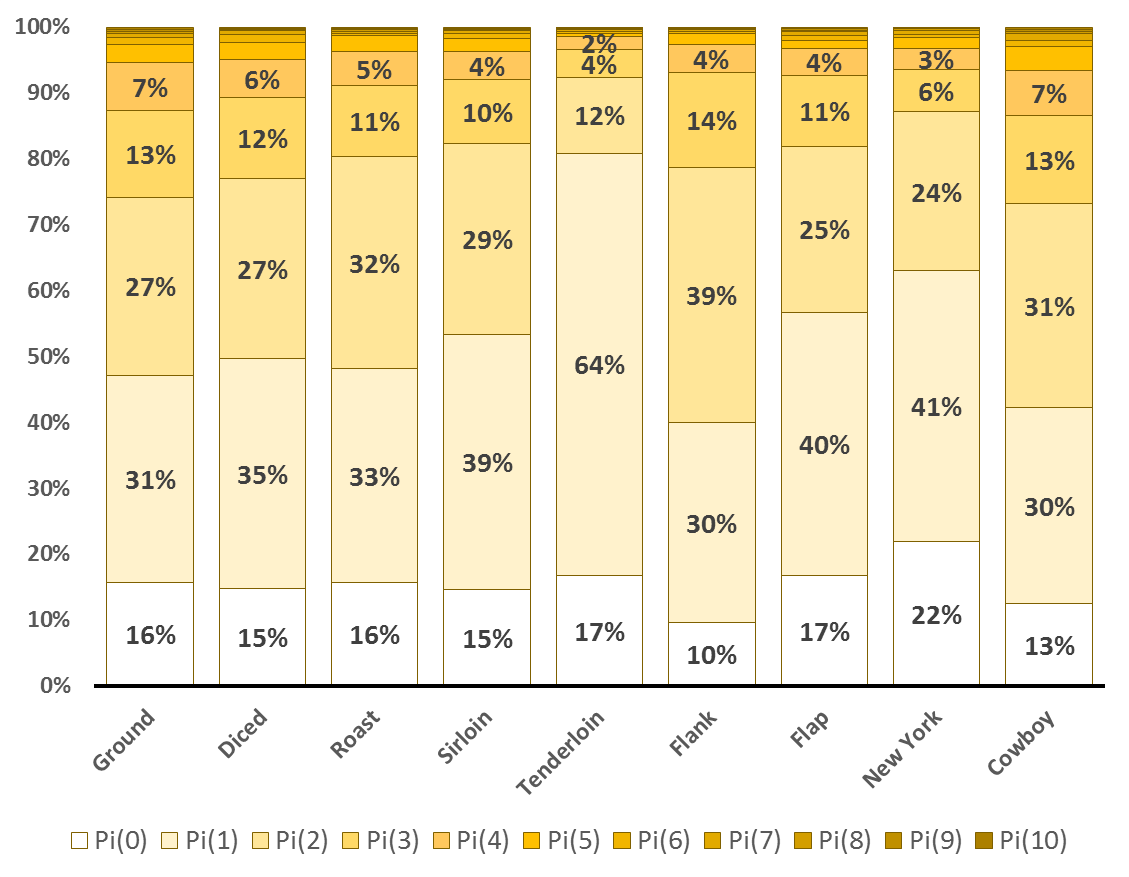 100%
90%
80%
70%
60%
50%
40%
30%
20%
10%
0%
7% 6% 5% 4% 2% 4% 4% 3% 7%
13% 12% 11% 10% 4% 14% 11% 6% 13%
27% 27% 32% 29% 12% 39% 25% 24% 31%
31% 35% 33% 39% 64% 30% 40% 41% 30%
16% 15% 16% 15% 17% 10% 17% 22% 13%
Ground Diced Roast Sirloin Tenderloin Flank Flap New York Cowboy
Pi(0) Pi(1) Pi(2) Pi(3) Pi(4) Pi(5) Pi(6) Pi(7) Pi(8) Pi(9) Pi(10)